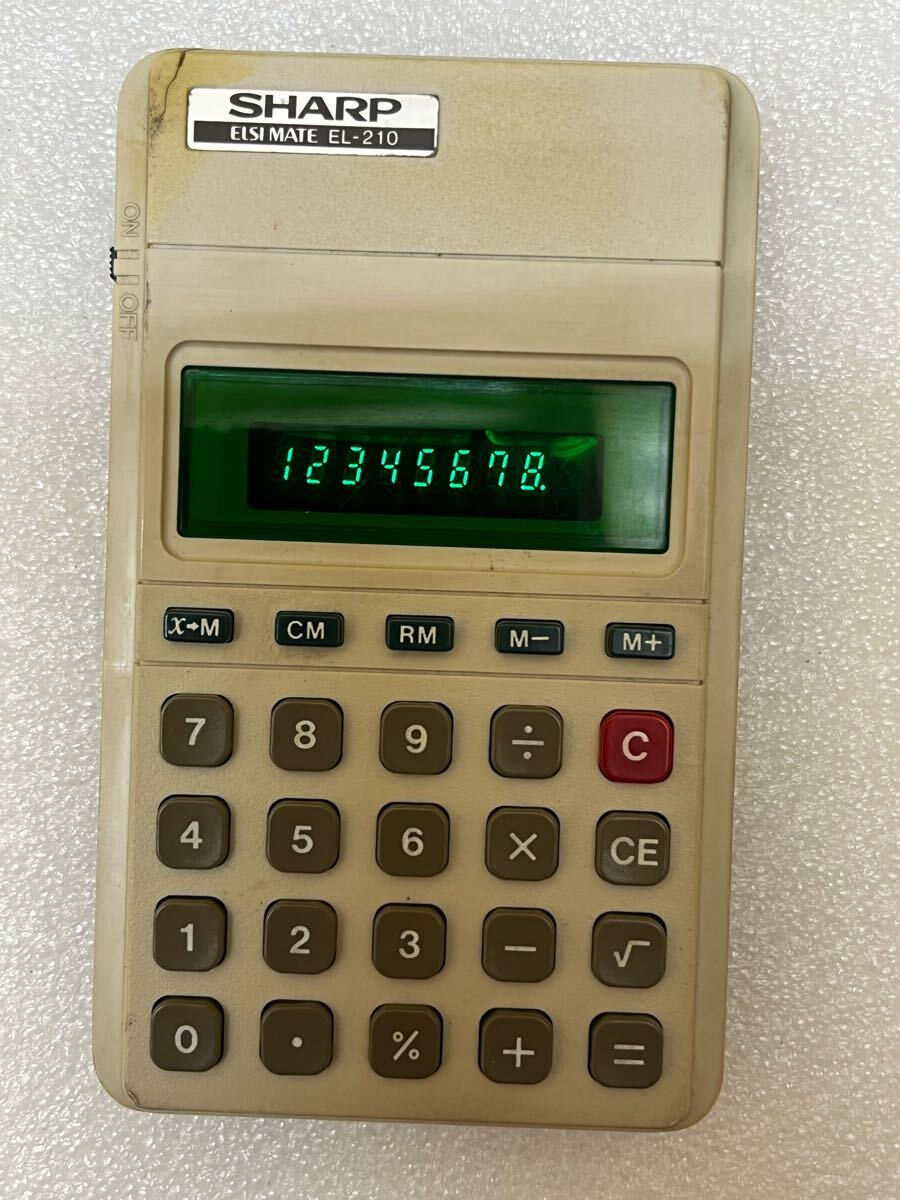 SHARP
ELSI MATE EL-210
ON
OFF
12345678.
x→M CM RM M− M+
7 8 9 ÷ C
4 5 6 × CE
1 2 3 − √
0 . % + =